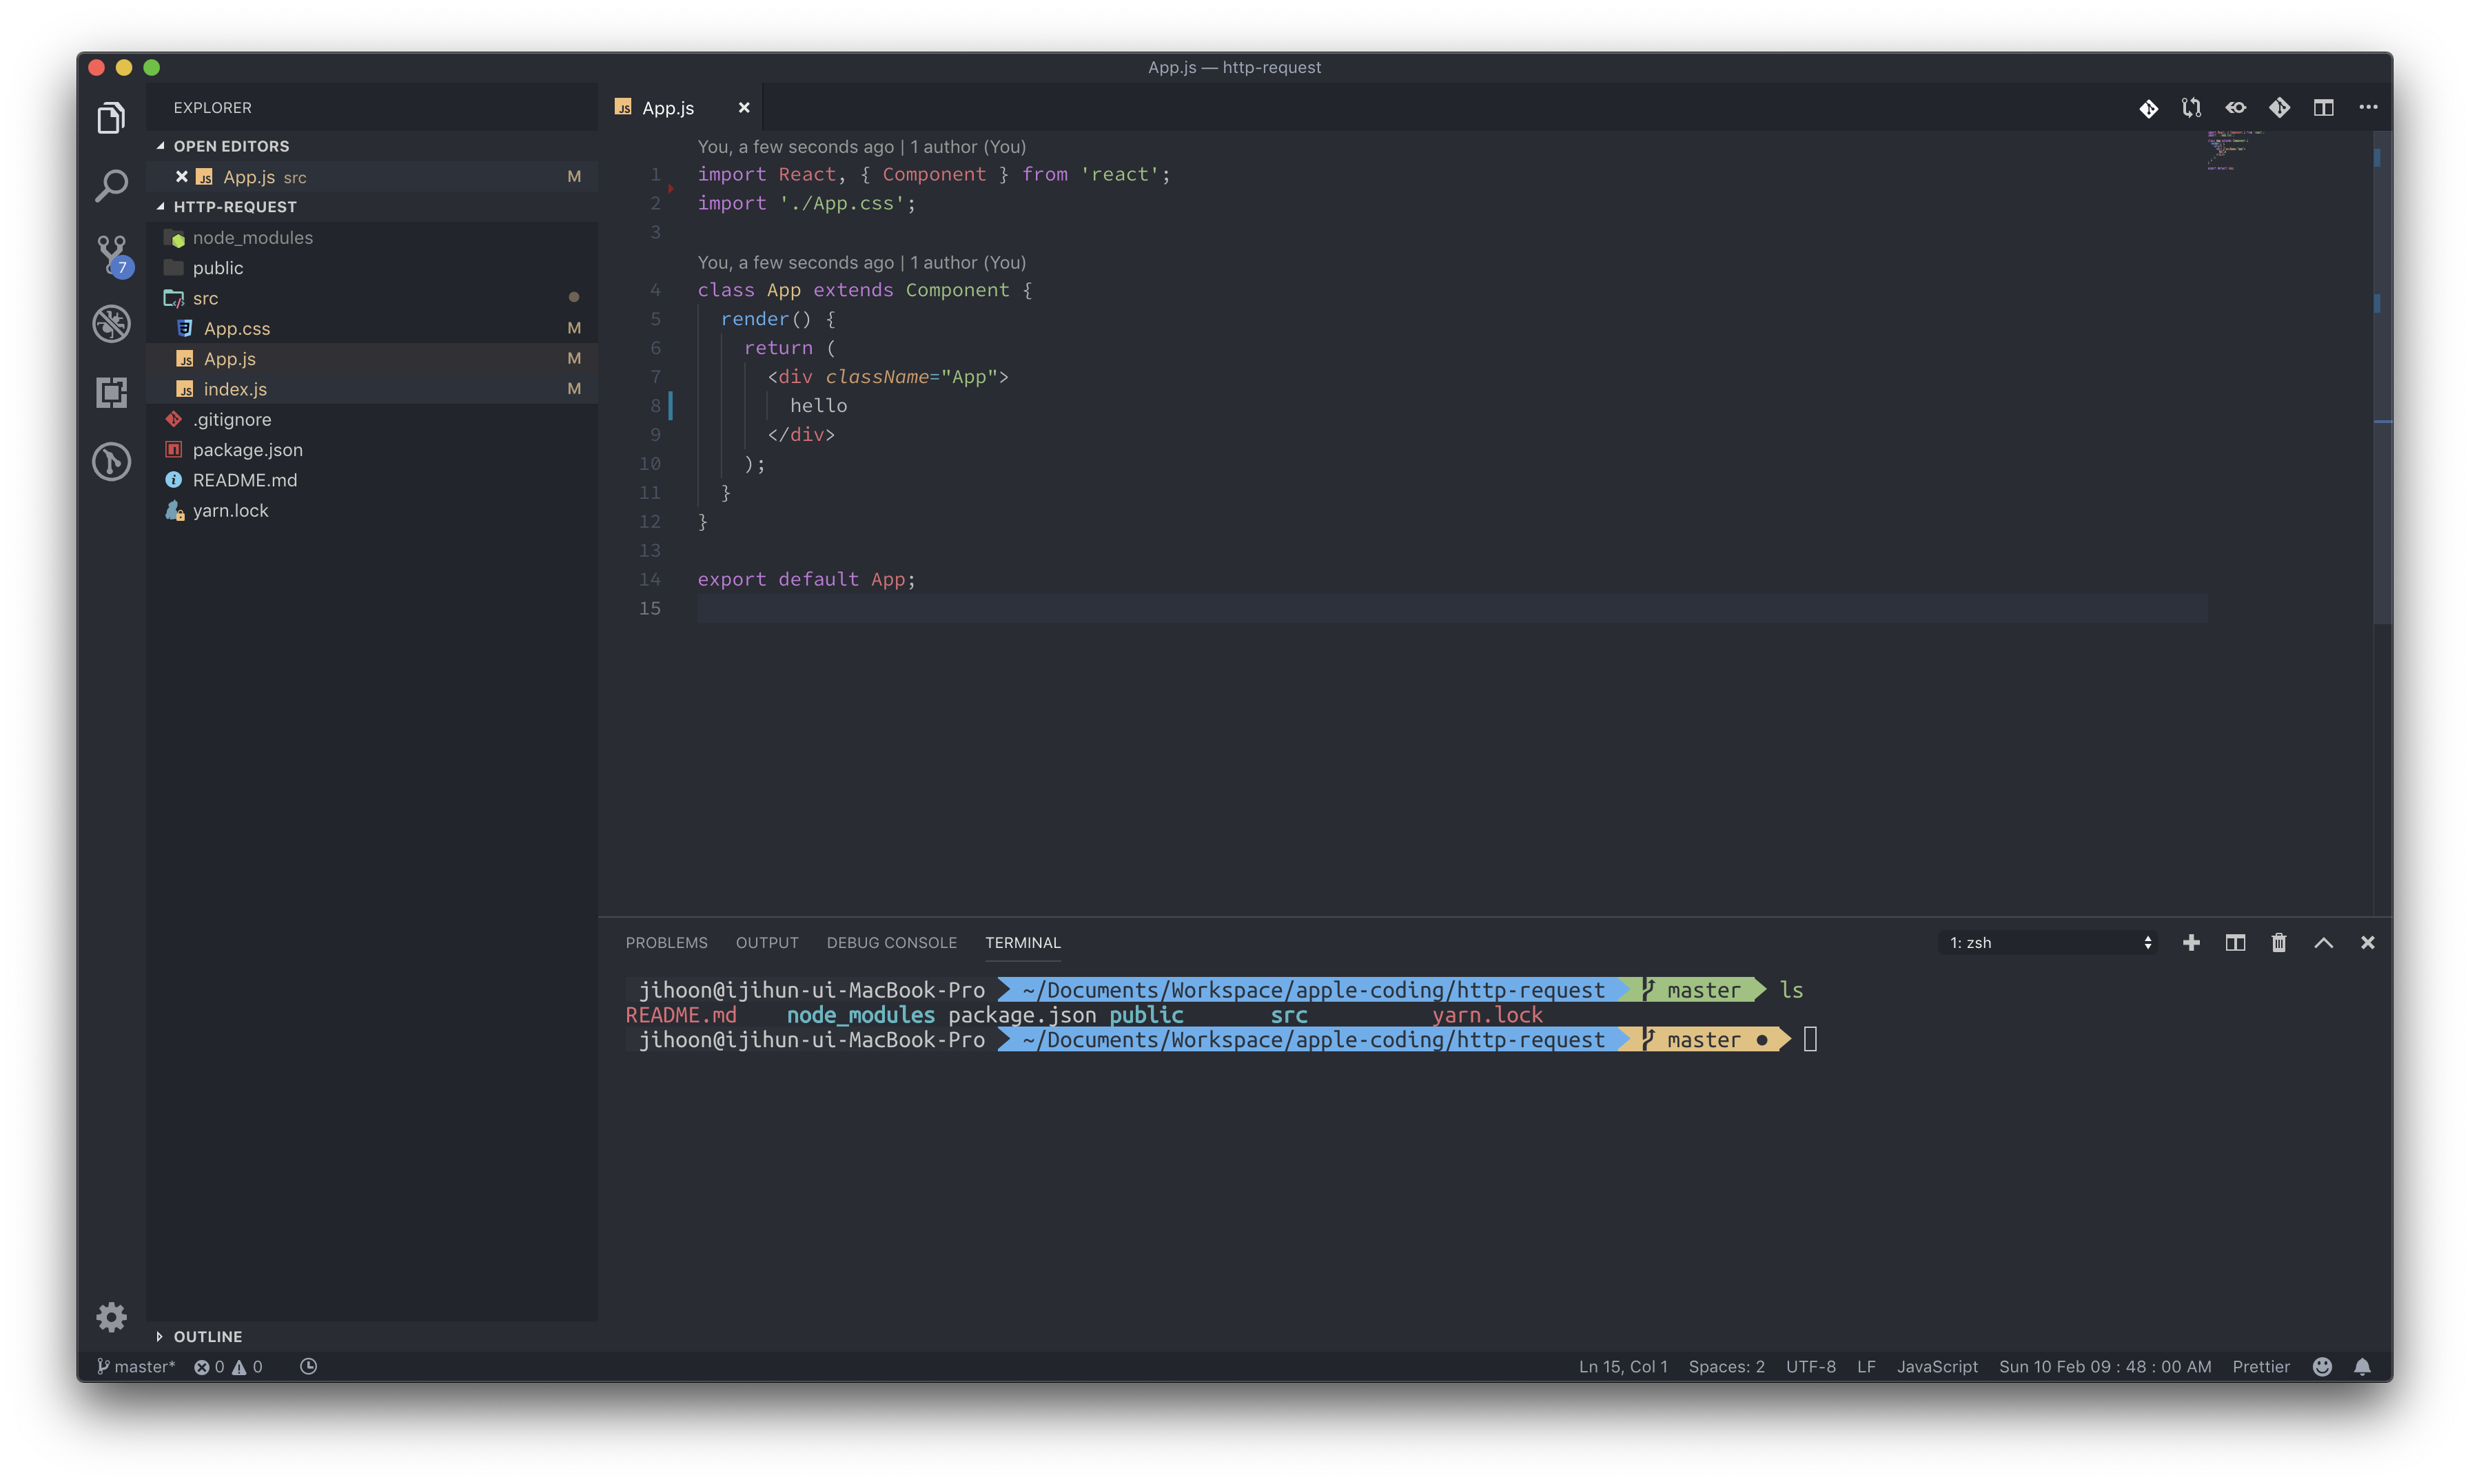 App.js — http-request
EXPLORER
OPEN EDITORS
App.js src M
HTTP-REQUEST
node_modules
public
src
App.css M
App.js M
index.js M
.gitignore
package.json
README.md
yarn.lock
OUTLINE
7
App.js
You, a few seconds ago | 1 author (You)
1 import React, { Component } from 'react';
2 import './App.css';
3
You, a few seconds ago | 1 author (You)
4 class App extends Component {
5 render() {
6 return (
7 <div className="App">
8 hello
9 </div>
10 );
11 }
12 }
13
14 export default App;
15
PROBLEMS OUTPUT DEBUG CONSOLE TERMINAL 1: zsh
jihoon@ijihun-ui-MacBook-Pro ~/Documents/Workspace/apple-coding/http-request master ls
README.md node_modules package.json public src yarn.lock
jihoon@ijihun-ui-MacBook-Pro ~/Documents/Workspace/apple-coding/http-request master ●
master* 0 0 Ln 15, Col 1 Spaces: 2 UTF-8 LF JavaScript Sun 10 Feb 09 : 48 : 00 AM Prettier